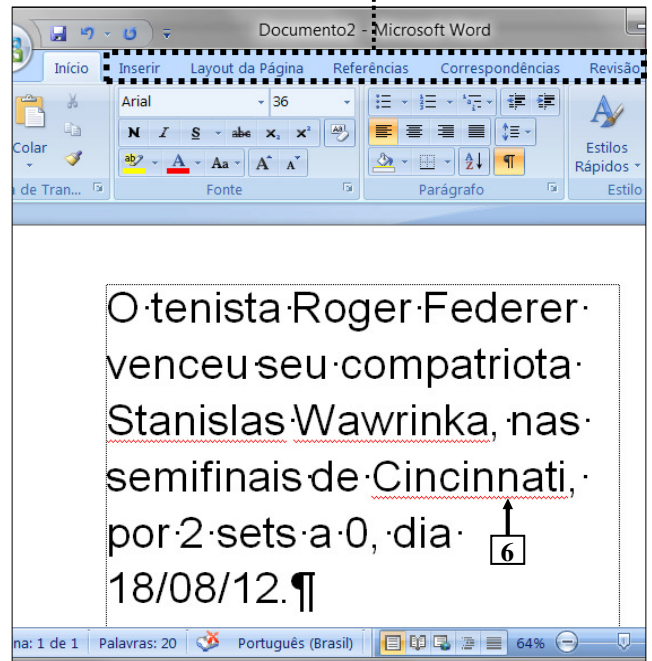 Documento2 - Microsoft Word
Início Inserir Layout da Página Referências Correspondências Revisão
Arial 36
Colar N I S abc x₂ x² Estilos
ab A Aa A A Rápidos
de Tran... Fonte Parágrafo Estilo
O·tenista·Roger·Federer·
venceu·seu·compatriota·
Stanislas·Wawrinka,·nas·
semifinais·de·Cincinnati,·
por·2·sets·a·0,·dia·
18/08/12.¶
6
na: 1 de 1 Palavras: 20 Português (Brasil) 64%